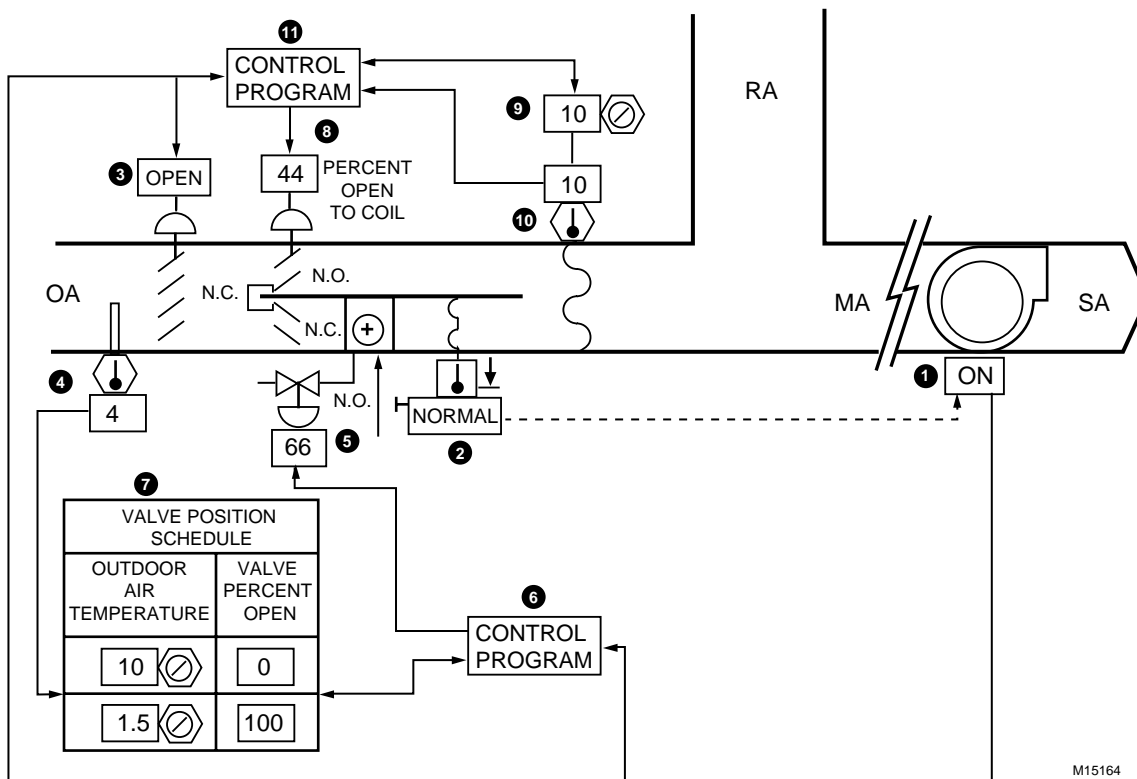 11
CONTROL
PROGRAM
8
9
10
RA
3
OPEN
44
PERCENT
OPEN
TO COIL
10
10
N.O.
OA
N.C.
MA
SA
N.C.
4
1
ON
4
N.O.
NORMAL
66
5
2
7
VALVE POSITION
SCHEDULE
OUTDOOR
AIR
TEMPERATURE
VALVE
PERCENT
OPEN
10
0
1.5
100
6
CONTROL
PROGRAM
M15164